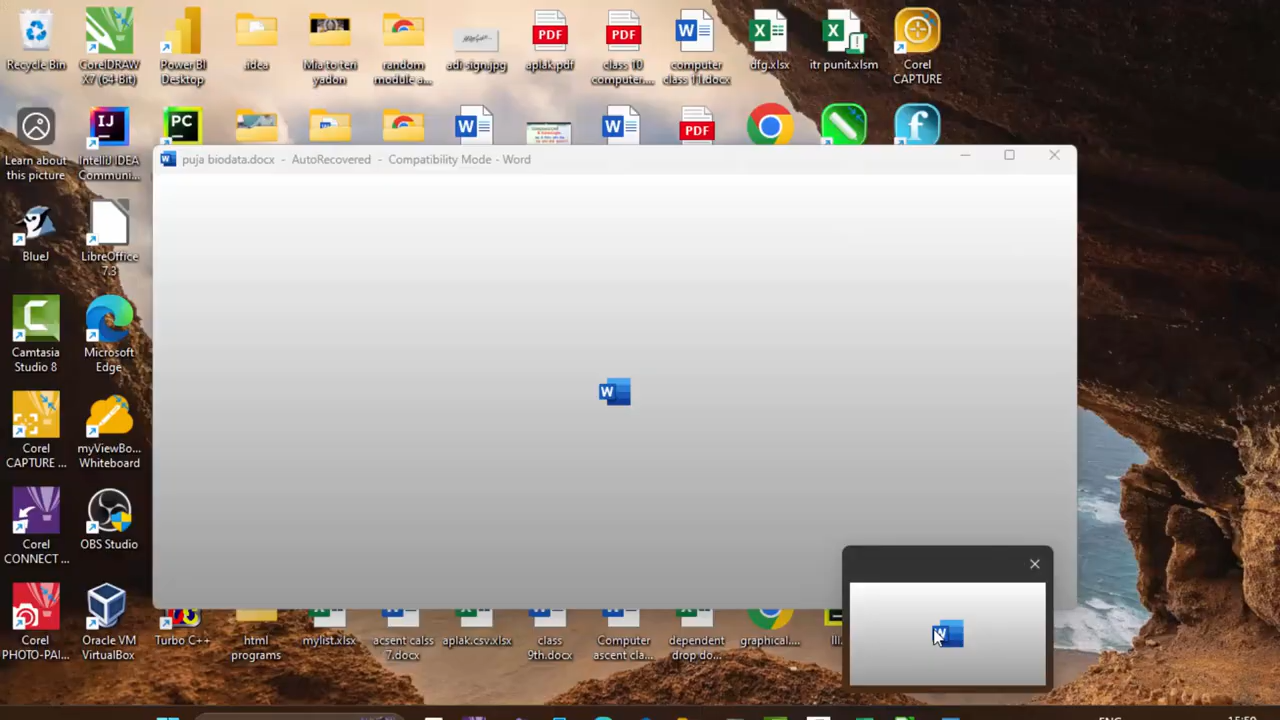 PDF
PDF
Recycle Bin
CorelDRAW
X7 (64-Bit)
Power BI
Desktop
.idea
Mia to teri
yadon
random
module a...
adi-sign.jpg
aplak.pdf
class 10
computer....
computer
class 11.docx
dfg.xlsx
itr punit.xlsm
Corel
CAPTURE
IJ
PC
PDF
Learn about
this picture
IntelliJ IDEA
Communi...
puja biodata.docx - AutoRecovered - Compatibility Mode - Word
BlueJ
LibreOffice
7.3
Camtasia
Studio 8
Microsoft
Edge
W
Corel
CAPTURE ...
myViewBo...
Whiteboard
Corel
CONNECT ...
OBS Studio
Corel
PHOTO-PAI...
Oracle VM
VirtualBox
Turbo C++
html
programs
mylist.xlsx
acsent calss
7.docx
aplak.csv.xlsx
class
9th.docx
Computer
ascent cla...
dependent
drop do...
graphical....